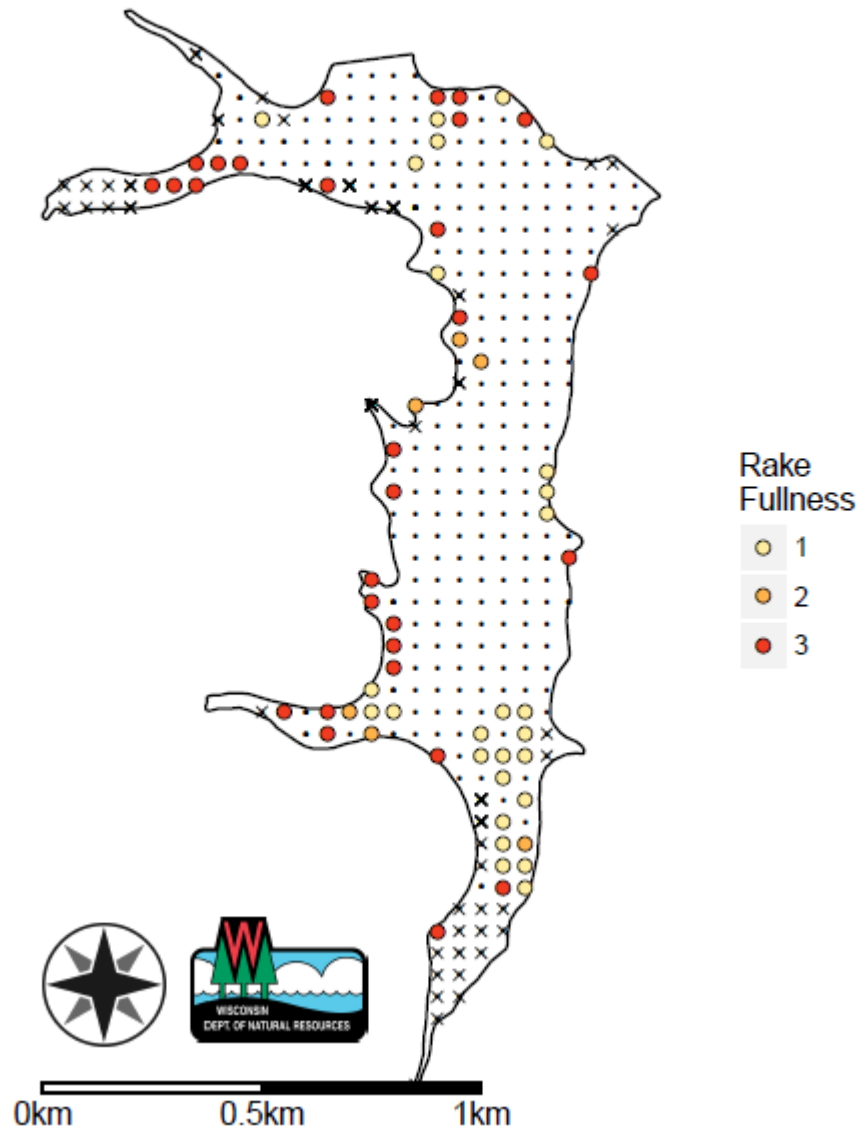 Rake
Fullness
1
2
3
W
WISCONSIN
DEPT. OF NATURAL RESOURCES
0km
0.5km
1km